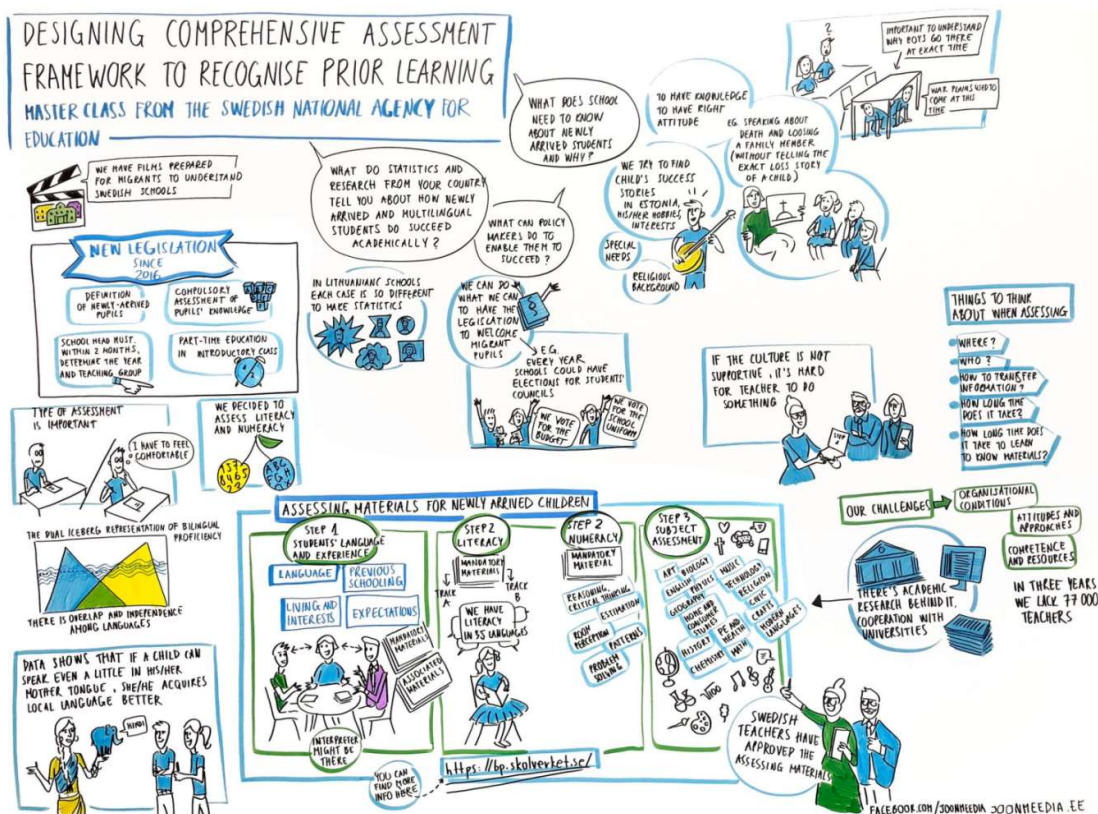 DESIGNING COMPREHENSIVE ASSESSMENT
FRAMEWORK TO RECOGNISE PRIOR LEARNING
MASTER CLASS FROM THE SWEDISH NATIONAL AGENCY FOR
EDUCATION
WE HAVE FILMS PREPARED
FOR MIGRANTS TO UNDERSTAND
SWEDISH SCHOOLS
NEW LEGISLATION
SINCE
2016
DEFINITION
OF NEWLY-ARRIVED
PUPILS
COMPULSORY
ASSESSMENT OF
PUPILS' KNOWLEDGE
SCHOOL HEAD MUST,
WITHIN 2 MONTHS,
DETERMINE THE YEAR
AND TEACHING GROUP
PART-TIME EDUCATION
IN INTRODUCTORY CLASS
TYPE OF ASSESSMENT
IS IMPORTANT
I HAVE TO FEEL
COMFORTABLE
WE DECIDED TO
ASSESS LITERACY
AND NUMERACY
THE DUAL ICEBERG REPRESENTATION OF BILINGUAL
PROFICIENCY
THERE IS OVERLAP AND INDEPENDENCE
AMONG LANGUAGES
DATA SHOWS THAT IF A CHILD CAN
SPEAK EVEN A LITTLE IN HIS/HER
MOTHER TONGUE, SHE/HE ACQUIRES
LOCAL LANGUAGE BETTER
HINDI
WHAT DO STATISTICS AND
RESEARCH FROM YOUR COUNTRY
TELL YOU ABOUT HOW NEWLY
ARRIVED AND MULTILINGUAL
STUDENTS DO SUCCEED
ACADEMICALLY?
IN LITHUANIANS SCHOOLS
EACH CASE IS SO DIFFERENT
TO MAKE STATISTICS
WHAT CAN POLICY
MAKERS DO TO
ENABLE THEM TO
SUCCEED?
WE CAN DO
WHAT WE CAN
TO HAVE THE
LEGISLATION
TO WELCOME
MIGRANT
PUPILS
E.G.
EVERY YEAR
SCHOOLS COULD HAVE
ELECTIONS FOR STUDENTS'
COUNCILS
WE VOTE
FOR THE
BUDGET
WE VOTE
FOR THE
SCHOOL
UNIFORM
WHAT DOES SCHOOL
NEED TO KNOW
ABOUT NEWLY
ARRIVED STUDENTS
AND WHY?
TO HAVE KNOWLEDGE
TO HAVE RIGHT
ATTITUDE
WE TRY TO FIND
CHILD'S SUCCESS
STORIES
IN ESTONIA,
HIS/HER HOBBIES,
INTERESTS
SPECIAL
NEEDS
RELIGIOUS
BACKGROUND
EG. SPEAKING ABOUT
DEATH AND LOOSING
A FAMILY MEMBER
(WITHOUT TELLING THE
EXACT LOSS STORY
OF A CHILD)
?
IMPORTANT TO UNDERSTAND
WHY BOYS GO THERE
AT EXACT TIME
WAR PLAINS USED TO
COME AT THIS
TIME
IF THE CULTURE IS NOT
SUPPORTIVE, IT'S HARD
FOR TEACHER TO DO
SOMETHING
THINGS TO THINK
ABOUT WHEN ASSESSING
WHERE?
WHO?
HOW TO TRANSFER
INFORMATION?
HOW LONG TIME
DOES IT TAKE?
HOW LONG TIME DOES
IT TAKE TO LEARN
TO KNOW MATERIALS?
ASSESSING MATERIALS FOR NEWLY ARRIVED CHILDREN
STEP 1
STUDENTS' LANGUAGE
AND EXPERIENCE
LANGUAGE
PREVIOUS
SCHOOLING
LIVING AND
INTERESTS
EXPECTATIONS
MANDATORY
MATERIALS
ASSOCIATED
MATERIALS
INTERPRETER
MIGHT BE
THERE
STEP 2
LITERACY
MANDATORY
MATERIALS
TRACK
A
TRACK
B
WE HAVE
LITERACY
IN 35 LANGUAGES
STEP 2
NUMERACY
MANDATORY
MATERIAL
REASONING,
CRITICAL THINKING
ESTIMATION
ROOM
PERCEPTION
PATTERNS
PROBLEM
SOLVING
STEP 3
SUBJECT
ASSESSMENT
ART
BIOLOGY
MUSIC
ENGLISH
PHYSICS
TECHNOLOGY
GEOGRAPHY
RELIGION
HOME AND
CONSUMER
STUDIES
CIVIC
CRAFTS
HISTORY
PE AND
HEALTH
MODERN
LANGUAGES
CHEMISTRY
MATH
√100
YOU CAN
FIND MORE
INFO HERE
https://bp.skolverket.se/
OUR CHALLENGES
ORGANISATIONAL
CONDITIONS
ATTITUDES AND
APPROACHES
COMPETENCE
AND RESOURCES
THERE'S ACADEMIC
RESEARCH BEHIND IT.
COOPERATION WITH
UNIVERSITIES
IN THREE YEARS
WE LACK 77 000
TEACHERS
SWEDISH
TEACHERS HAVE
APPROVED THE
ASSESSING MATERIALS
FACEBOOK.COM/JOONMEEDIA JOONMEEDIA.EE